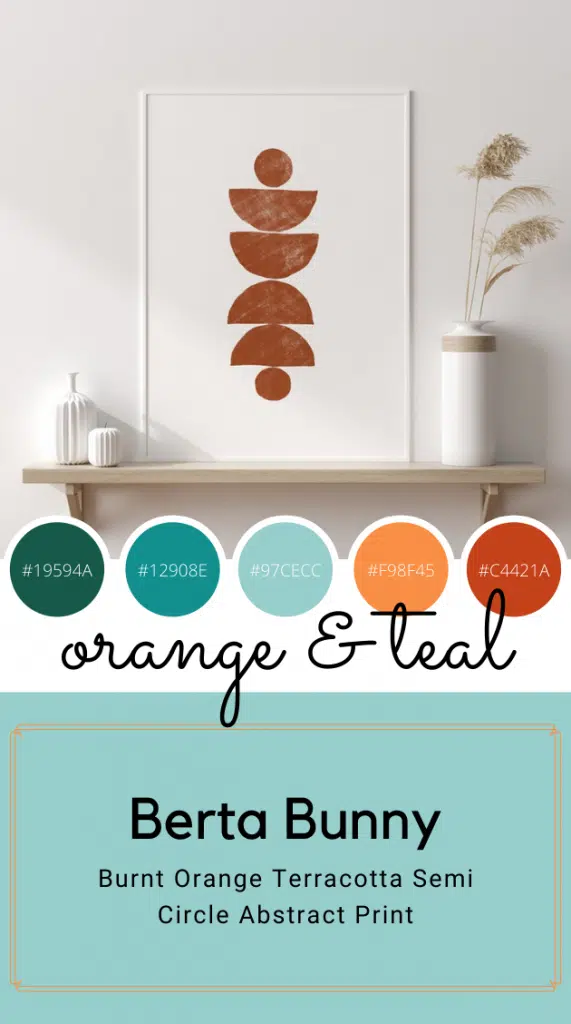 #19594A #12908E #97CECC #F98F45 #C4421A
orange & teal
Berta Bunny
Burnt Orange Terracotta Semi
Circle Abstract Print